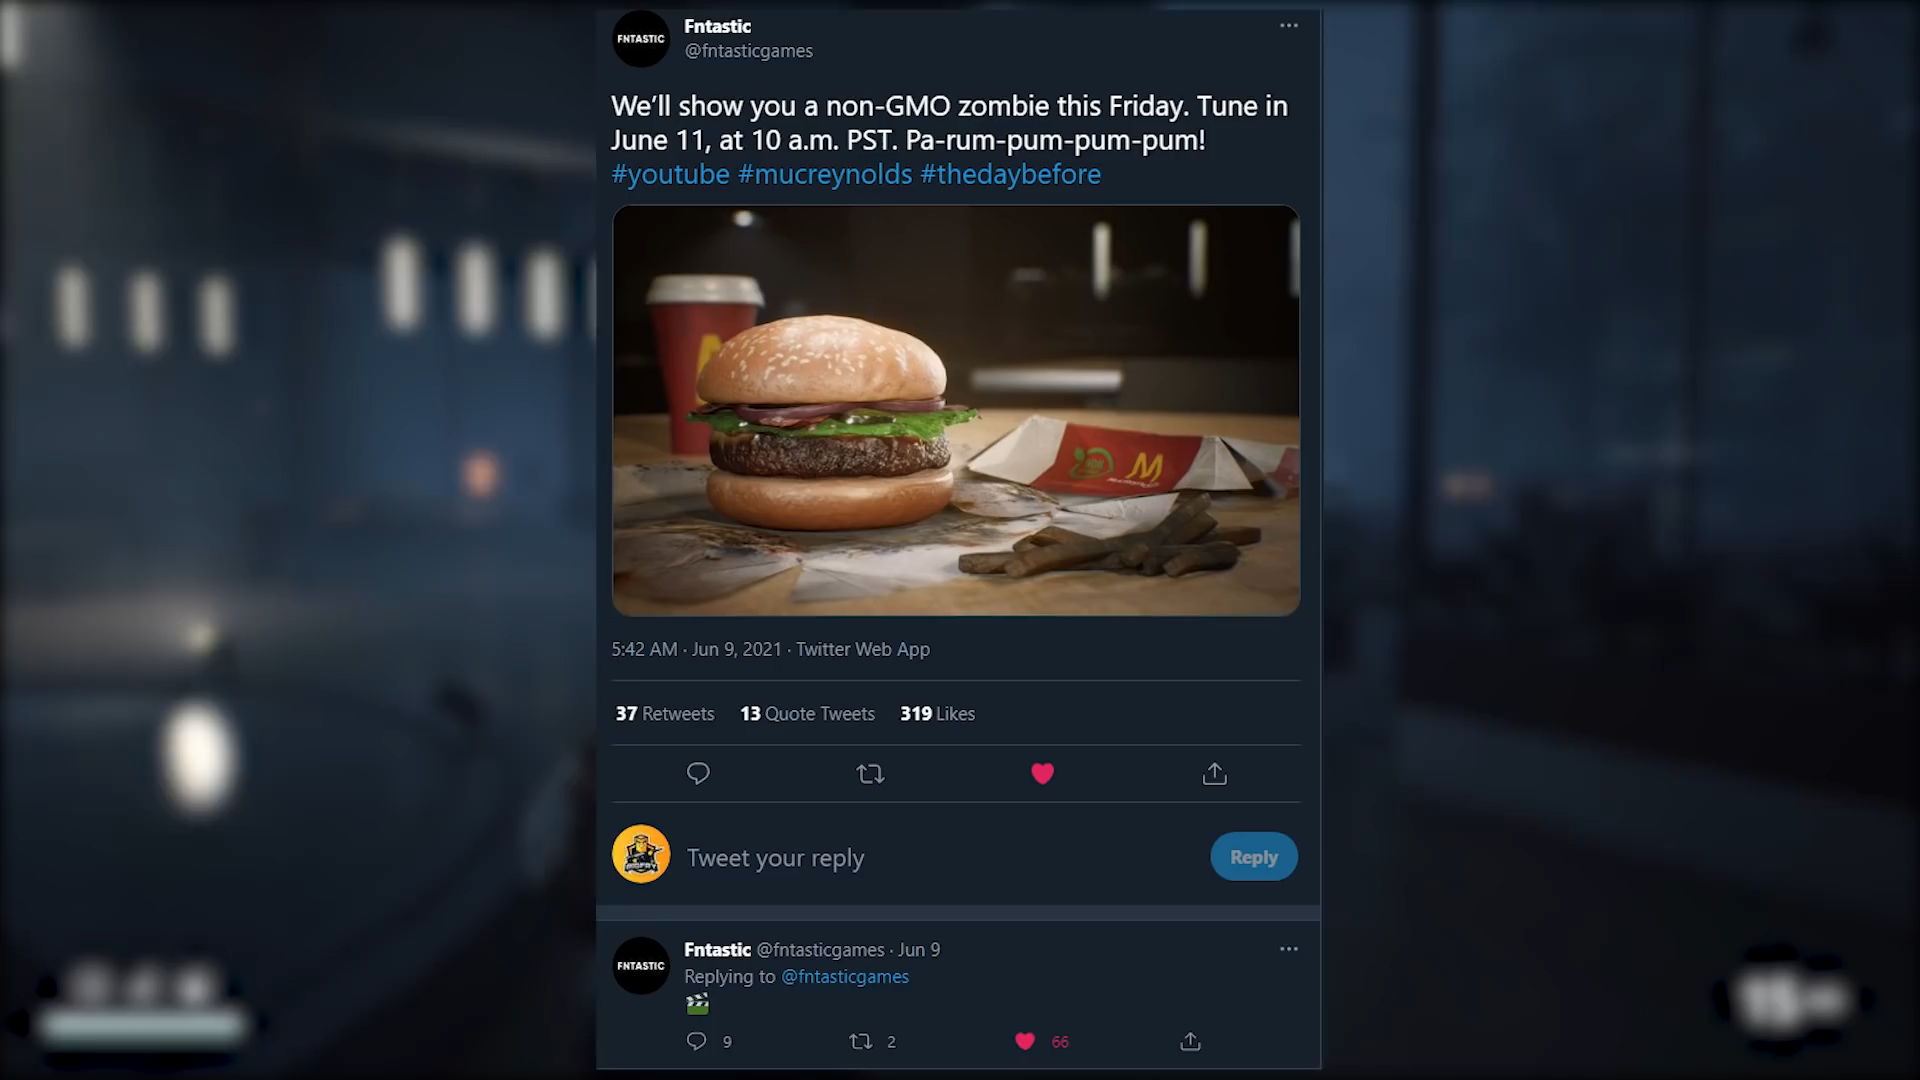 FNTASTIC
Fntastic
@fntasticgames
We'll show you a non-GMO zombie this Friday. Tune in
June 11, at 10 a.m. PST. Pa-rum-pum-pum-pum!
#youtube #mucreynolds #thedaybefore
M
5:42 AM · Jun 9, 2021 · Twitter Web App
37 Retweets 13 Quote Tweets 319 Likes
Tweet your reply
Reply
FNTASTIC
Fntastic @fntasticgames · Jun 9
Replying to @fntasticgames
9 2 66